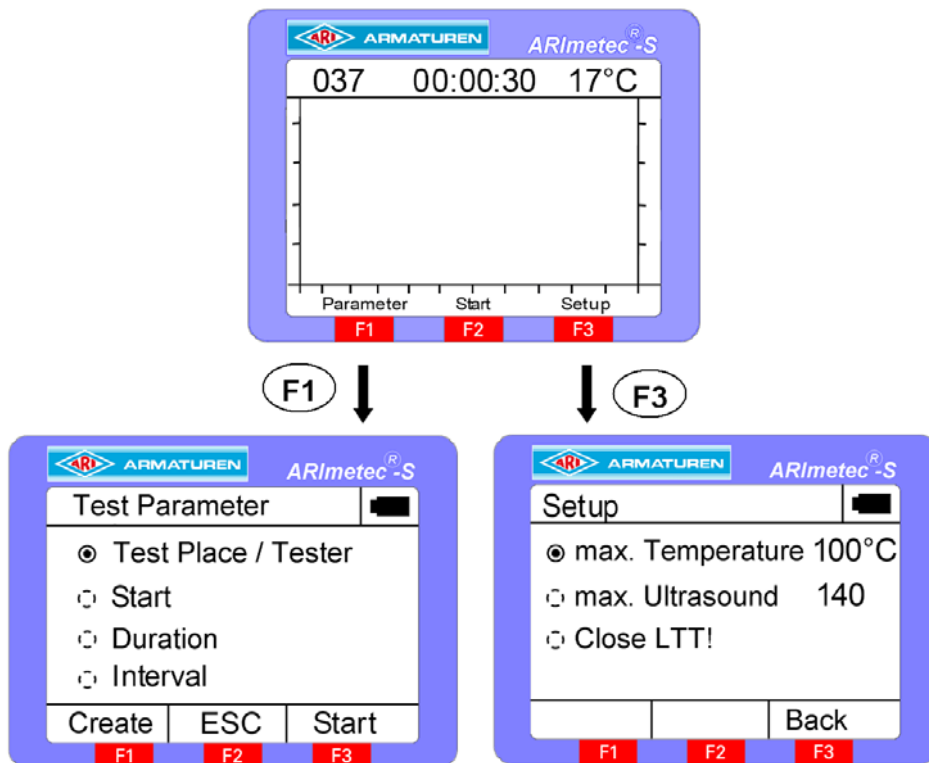 ARI ARMATUREN ARImetec®-S
037 00:00:30 17°C
Parameter Start Setup
F1 F2 F3
F1
F3
ARI ARMATUREN ARImetec®-S
Test Parameter
Test Place / Tester
Start
Duration
Interval
Create ESC Start
F1 F2 F3
ARI ARMATUREN ARImetec®-S
Setup
max. Temperature 100°C
max. Ultrasound 140
Close LTT!
Back
F1 F2 F3